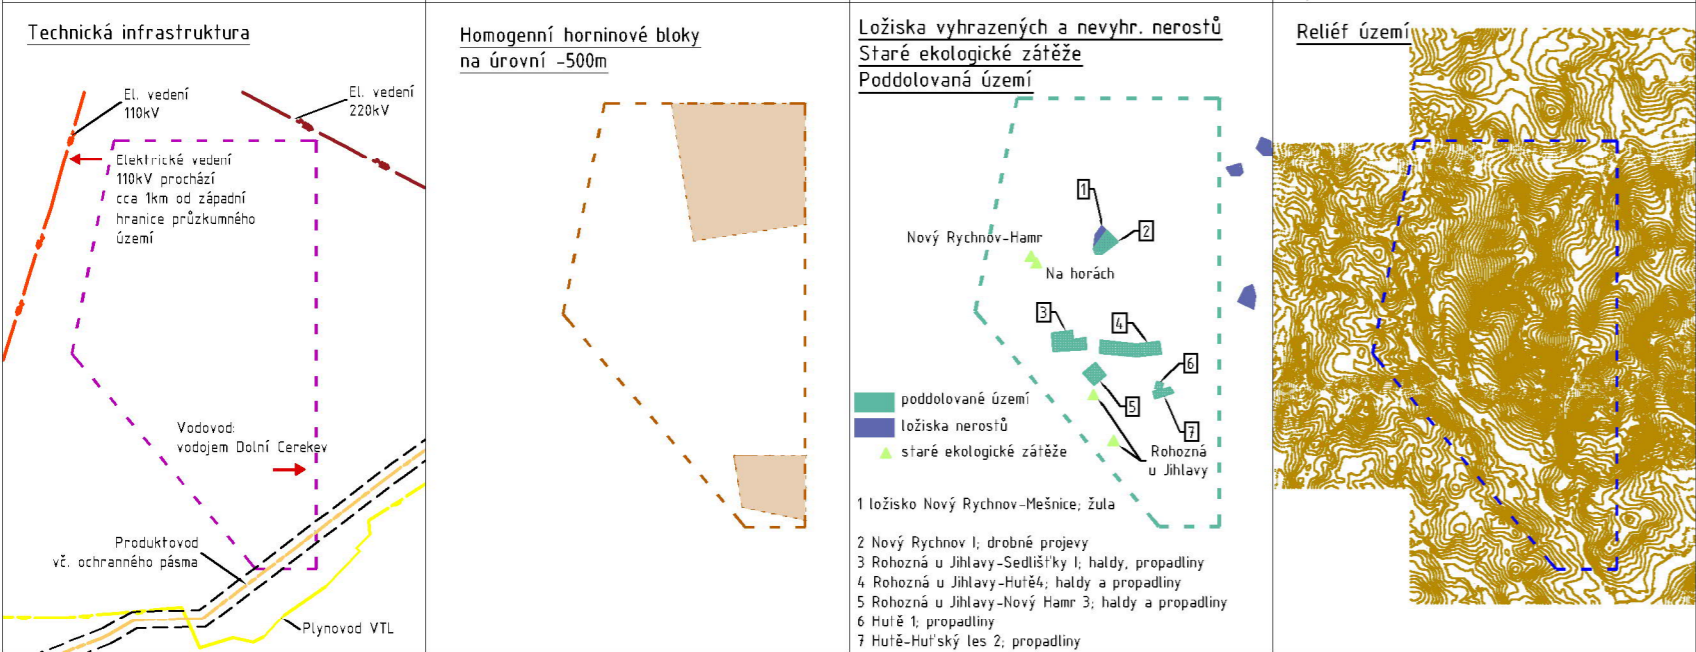 Technická infrastruktura
El. vedení
110kV
El. vedení
220kV
Elektrické vedení
110kV prochází
cca 1km od západní
hranice průzkumného
území
Vodovod:
vodojem Dolní Cerekev
Produktovod
vč. ochranného pásma
Plynovod VTL
Homogenní horninové bloky
na úrovní -500m
Ložiska vyhrazených a nevyhr. nerostů
Staré ekologické zátěže
Poddolovaná území
1
2
Nový Rychnov-Hamr
Na horách
3
4
6
5
7
poddolované území
ložiska nerostů
staré ekologické zátěže
Rohozná
u Jihlavy
1 ložisko Nový Rychnov-Mešnice; žula
2 Nový Rychnov I; drobné projevy
3 Rohozná u Jihlavy-Sedlišťky I; haldy, propadliny
4 Rohozná u Jihlavy-Hutě4; haldy a propadliny
5 Rohozná u Jihlavy-Nový Hamr 3; haldy a propadliny
6 Hutě 1; propadliny
7 Hutě-Huťský les 2; propadliny
Reliéf území